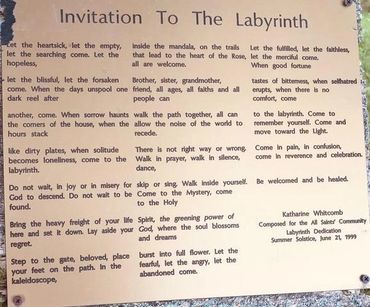 Invitation To The Labyrinth
Let the heartsick, let the empty,
let the searching come. Let the
hopeless,
let the blissful, let the forsaken
come. When the days unspool one
dark reel after
another, come. When sorrow haunts
the corners of the house, when the
hours stack
like dirty plates, when solitude
becomes loneliness, come to the
labyrinth.
Do not wait, in joy or in misery for
God to descend. Do not wait to be
found.
Bring the heavy freight of your life
here and set it down. Lay aside your
regret.
Step to the gate, beloved, place
your feet on the path. In the
kaleidoscope,
inside the mandala, on the trails
that lead to the heart of the Rose,
all are welcome.
Brother, sister, grandmother,
friend, all ages, all faiths and all
people can
walk the path together, all can
allow the noise of the world to
recede.
There is not right way or wrong.
Walk in prayer, walk in silence,
dance,
skip or sing. Walk inside yourself.
Come to the Mystery, come
to the Holy
Spirit, the greening power of
God, where the soul blossoms
and dreams
burst into full flower. Let the
fearful, let the angry, let the
abandoned come.
Let the fulfilled, let the faithless,
let the merciful come.
When good fortune
tastes of bitterness, when selfhatred
erupts, when there is no
comfort, come
to the labyrinth. Come to
remember yourself. Come and
move toward the Light.
Come in pain, in confusion,
come in reverence and celebration.
Be welcomed and be healed.
Katharine Whitcomb
Composed for the All Saints' Community
Labyrinth Dedication
Summer Solstice, June 21, 1999